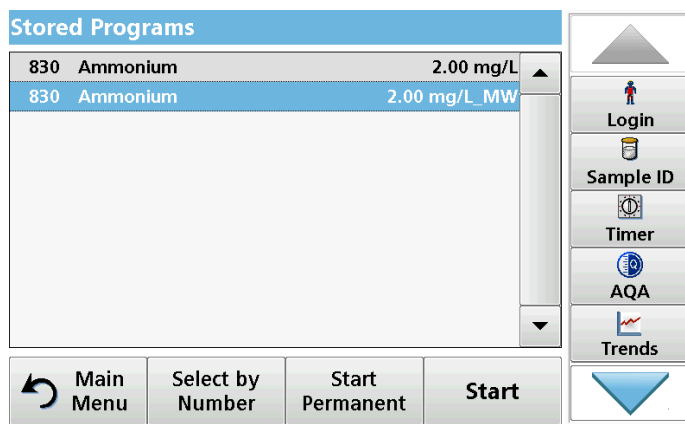 Stored Programs
830 Ammonium 2.00 mg/L
830 Ammonium 2.00 mg/L_MW
Login
Sample ID
Timer
AQA
Trends
Main
Menu
Select by
Number
Start
Permanent
Start